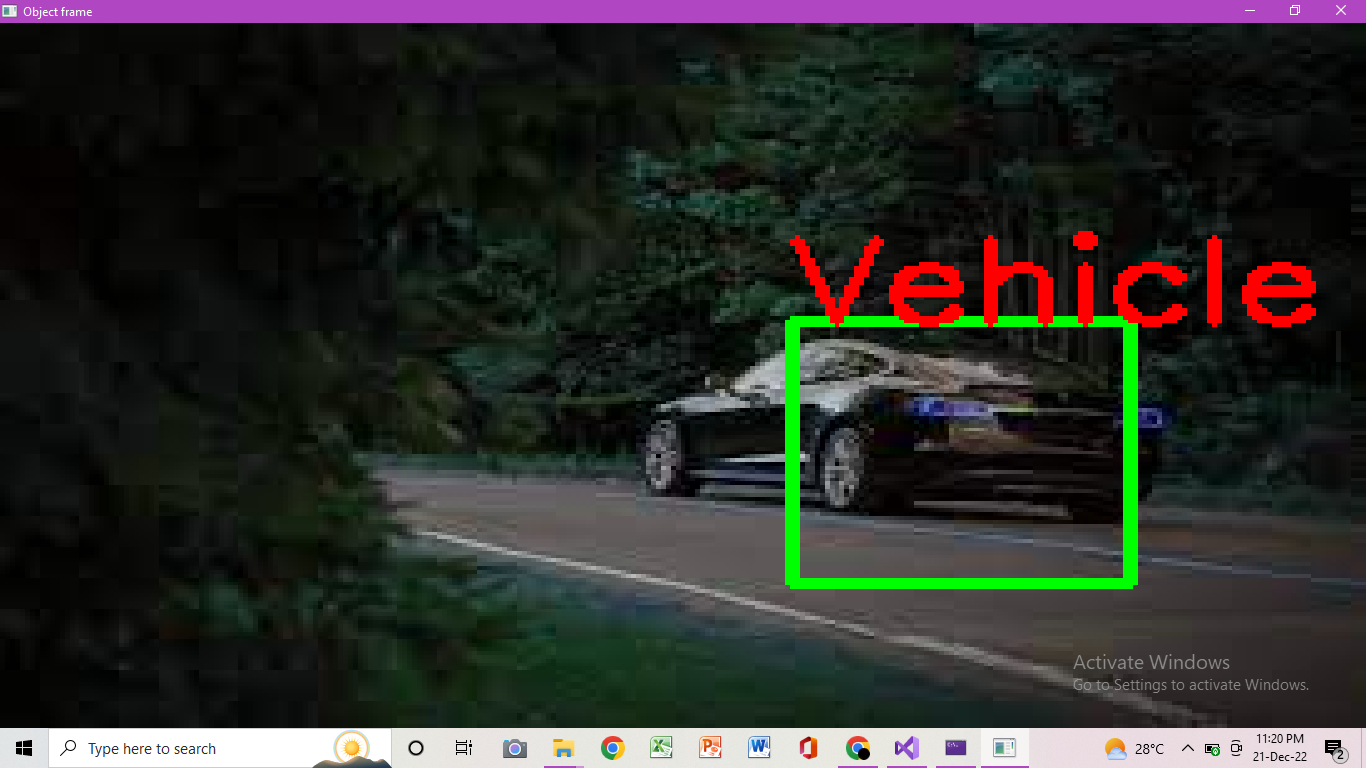 Object frame
Vehicle
Activate Windows
Go to Settings to activate Windows.
Type here to search
28°C
11:20 PM
21-Dec-22
2